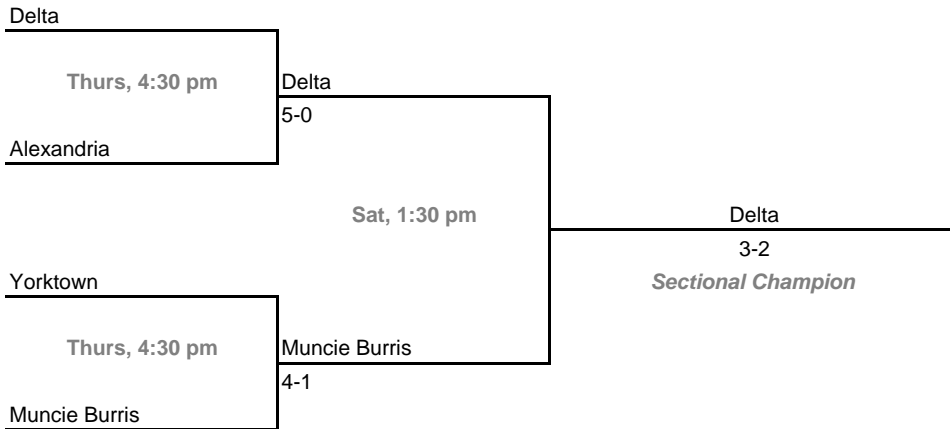 Delta
Thurs, 4:30 pm
Delta
5-0
Alexandria
Sat, 1:30 pm
Delta
3-2
Sectional Champion
Yorktown
Thurs, 4:30 pm
Muncie Burris
4-1
Muncie Burris